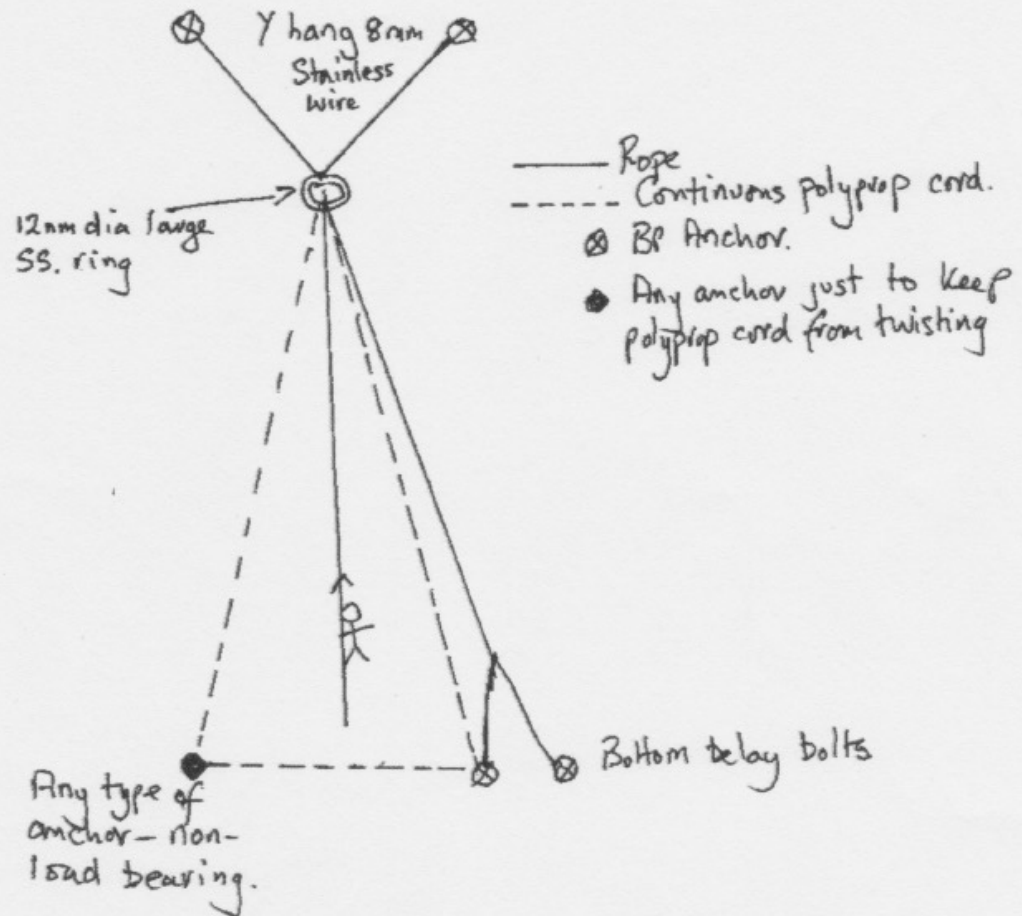 Y hang 8mm
Stainless
wire
12mm dia large
SS. ring
Rope
Continuous polyprop cord.
BP Anchor.
Any anchor just to keep
polyprop cord from twisting
Bottom belay bolts
Any type of
anchor - non-
load bearing.